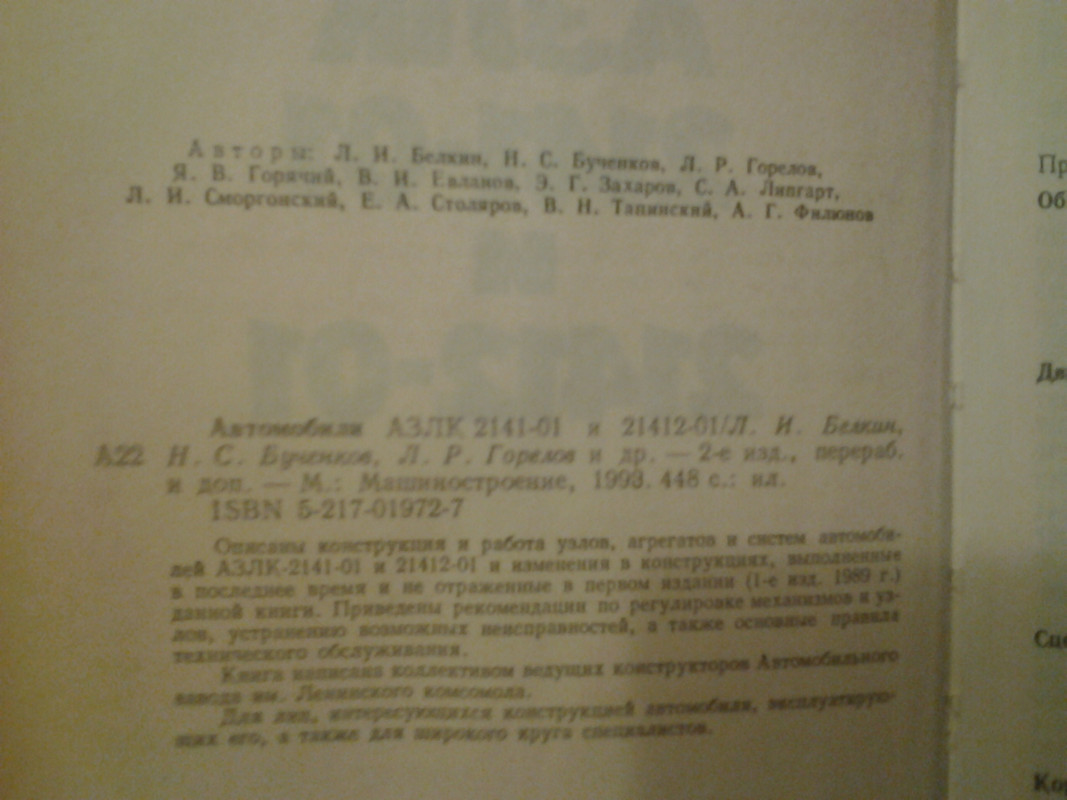 Авторы: Л. И. Белкин, Н. С. Бученков, Л. Р. Горелов,
Я. В. Горячий, В. И. Евланов, Э. Г. Захаров, С. А. Липгарт,
Л. И. Сморгонский, Е. А. Столяров, В. Н. Тапинский, А. Г. Филюнов
Автомобили АЗЛК 2141-01 и 21412-01/Л. И. Белкин,
А22 Н. С. Бученков, Л. Р. Горелов и др. — 2-е изд., перераб.
и доп. — М.: Машиностроение, 1993. 448 с.: ил.
ISBN 5-217-01972-7
Описаны конструкция и работа узлов, агрегатов и систем автомоби-
лей АЗЛК-2141-01 и 21412-01 и изменения в конструкциях, выполненные
в последнее время и не отраженные в первом издании (1-е изд. 1989 г.)
данной книги. Приведены рекомендации по регулировке механизмов и уз-
лов, устранению возможных неисправностей, а также основные правила
технического обслуживания.
Книга написана коллективом ведущих конструкторов Автомобильного
завода им. Ленинского комсомола.
Для лиц, интересующихся конструкцией автомобиля, эксплуатирую-
щих его, а также для широкого круга специалистов.
Пр
Об
Сце
Кор